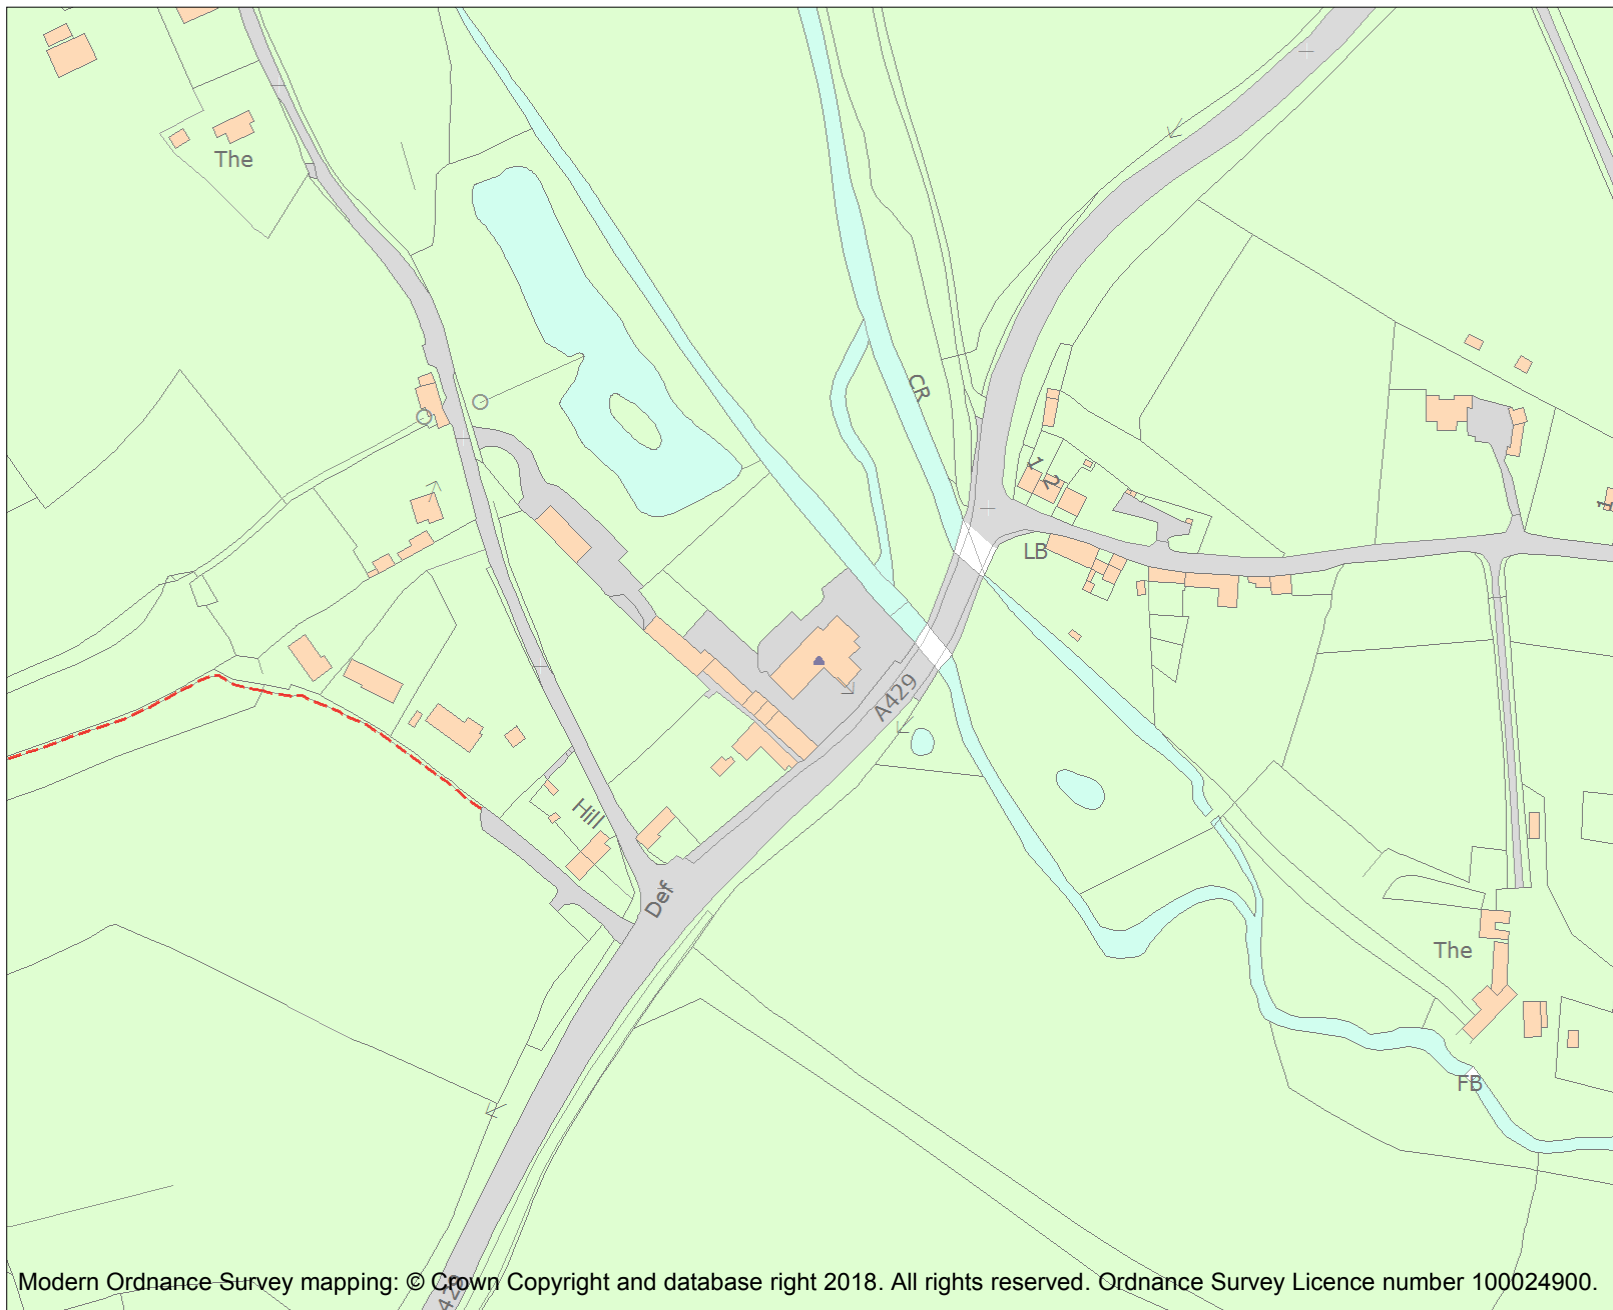 The
CR
1
2
LB
1
A429
Hill
Def
The
FB
Modern Ordnance Survey mapping: © Crown Copyright and database right 2018. All rights reserved. Ordnance Survey Licence number 100024900.